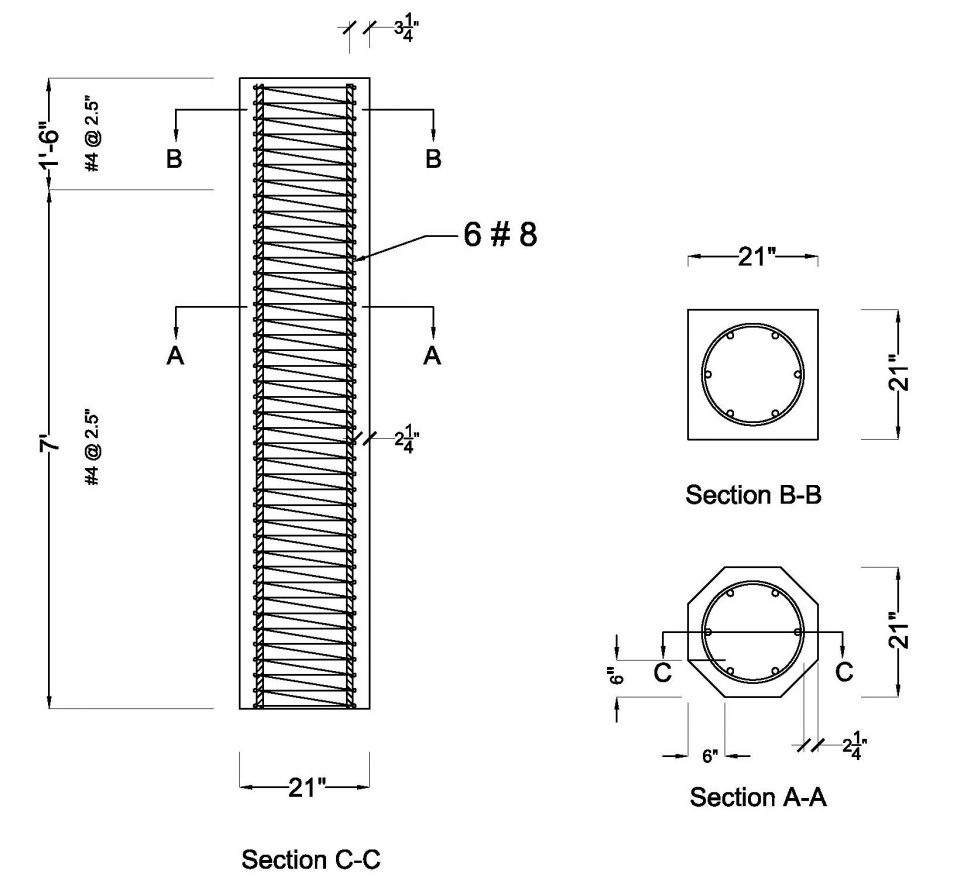 3 1/4"
1'-6"
#4 @ 2.5"
B
B
6 # 8
21"
A
A
21"
7'
#4 @ 2.5"
2 1/4"
Section B-B
21"
6"
C
C
6"
2 1/4"
21"
Section A-A
21"
Section C-C